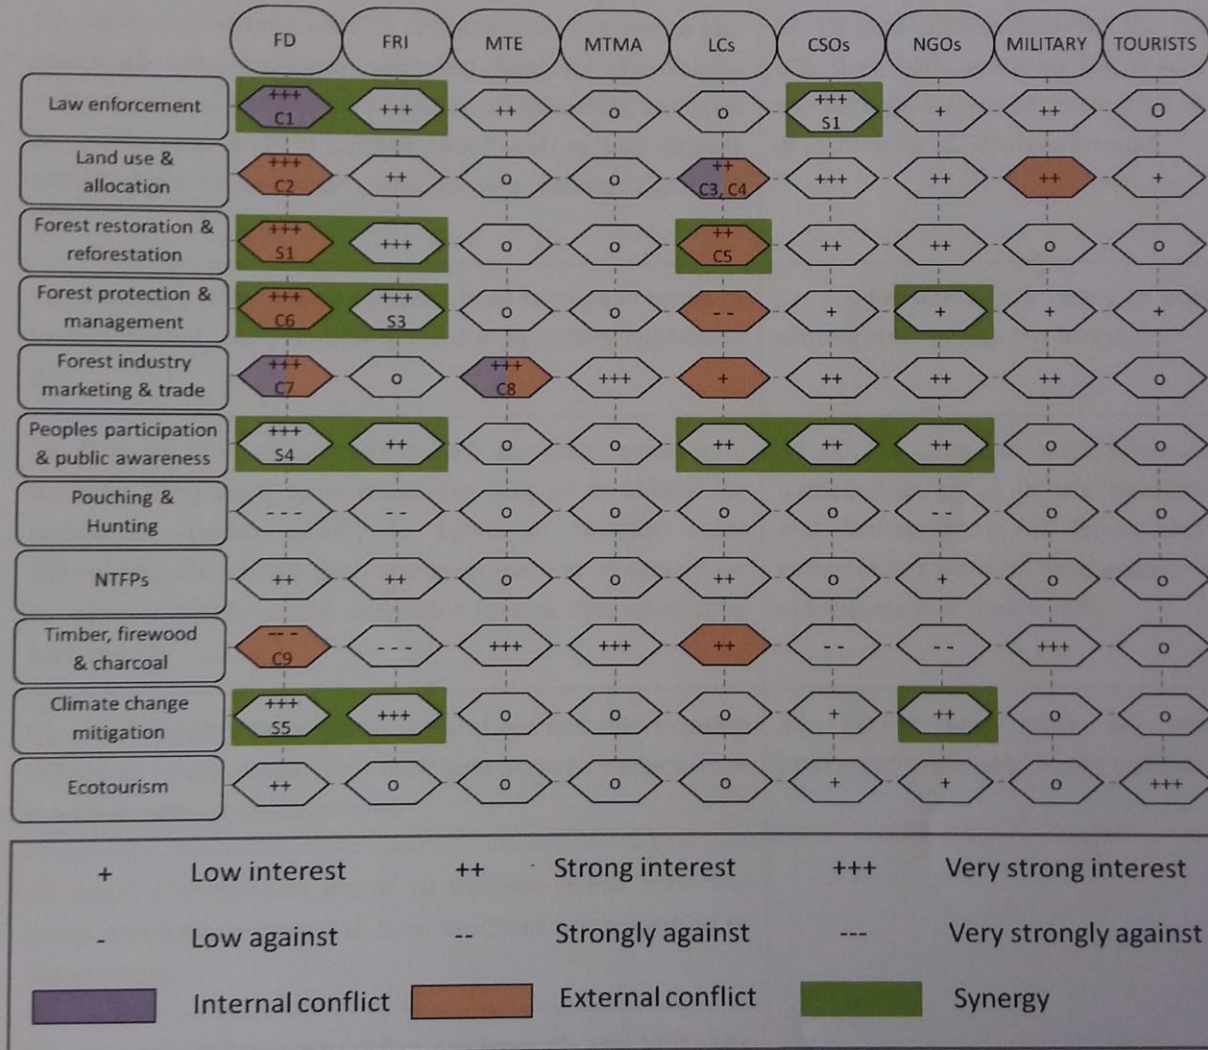 FD FRI MTE MTMA LCs CSOs NGOs MILITARY TOURISTS
Law enforcement +++ C1 +++ ++ o o +++ S1 + ++ O
Land use & allocation +++ C2 ++ o o ++ C3, C4 +++ ++ ++ +
Forest restoration & reforestation +++ S1 +++ o o ++ C5 ++ ++ o o
Forest protection & management +++ C6 +++ S3 o o -- + + + +
Forest industry marketing & trade +++ C7 o +++ C8 +++ + ++ ++ ++ o
Peoples participation & public awareness +++ S4 ++ o o ++ ++ ++ o o
Pouching & Hunting --- -- o o o o -- o o
NTFPs ++ ++ o o ++ o + o o
Timber, firewood & charcoal --- C9 --- +++ +++ ++ -- -- +++ o
Climate change mitigation +++ S5 +++ o o o + ++ o o
Ecotourism ++ o o o o + + o +++
+ Low interest ++ Strong interest +++ Very strong interest
- Low against -- Strongly against --- Very strongly against
Internal conflict External conflict Synergy